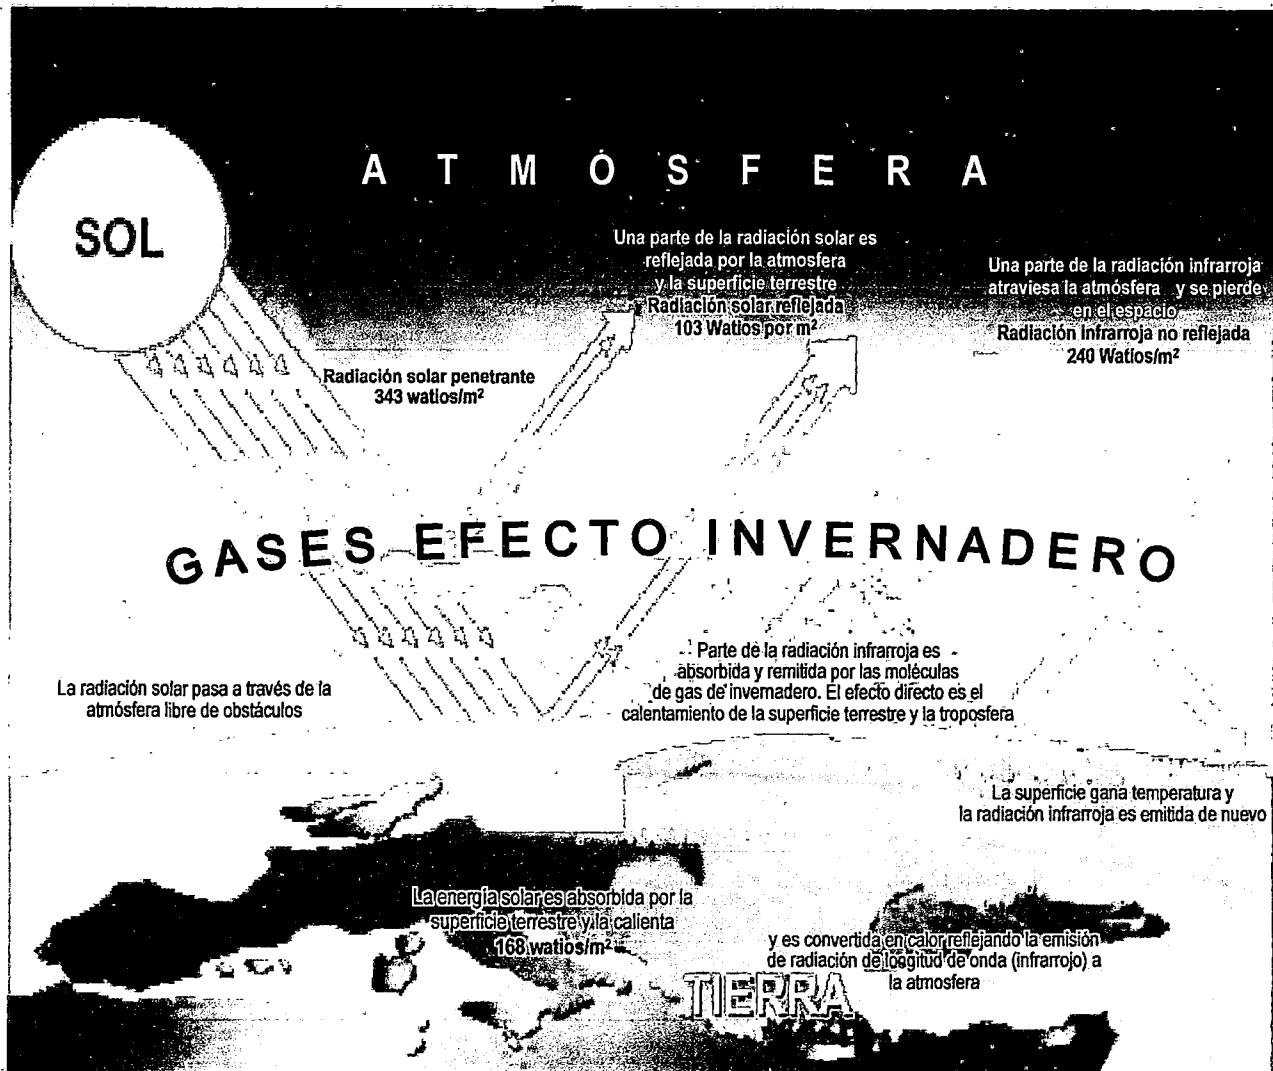 ATMÓSFERA
SOL
Una parte de la radiación solar es
reflejada por la atmosfera
y la superficie terrestre
Radiación solar reflejada
103 Watios por m²
Una parte de la radiación infrarroja
atraviesa la atmósfera y se pierde
en el espacio
Radiación Infrarroja no reflejada
240 Watios/m²
Radiación solar penetrante
343 watios/m²
GASES EFECTO INVERNADERO
La radiación solar pasa a través de la
atmósfera libre de obstáculos
Parte de la radiación infrarroja es
absorbida y remitida por las moléculas
de gas de invernadero. El efecto directo es el
calentamiento de la superficie terrestre y la troposfera
La superficie gana temperatura y
la radiación infrarroja es emitida de nuevo
La energía solar es absorbida por la
superficie terrestre y la calienta
168 watios/m²
y es convertida en calor reflejando la emisión
de radiación de longitud de onda (infrarrojo) a
la atmosfera
TIERRA